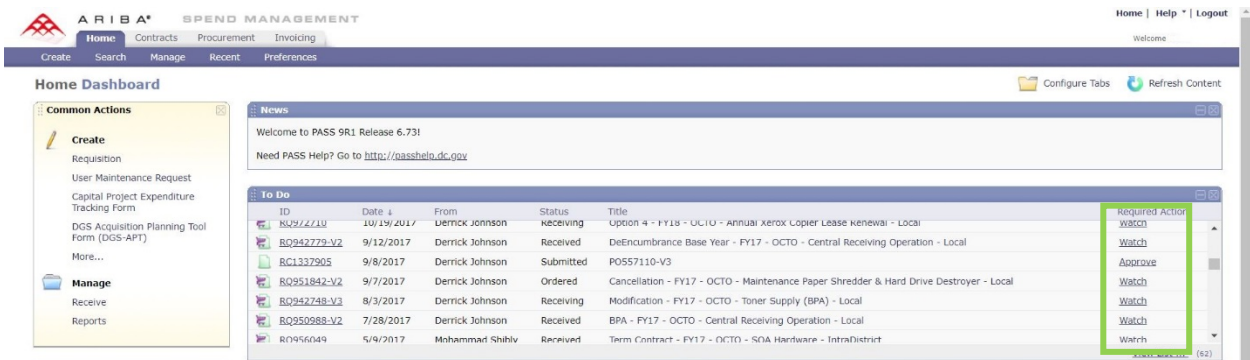 ARIBA* SPEND MANAGEMENT
Home | Help * | Logout
Home Contracts Procurement Invoicing
Welcome
Create Search Manage Recent Preferences
Home Dashboard
Configure Tabs Refresh Content
Common Actions
Create
Requisition
User Maintenance Request
Capital Project Expenditure
Tracking Form
DGS Acquisition Planning Tool
Form (DGS-APT)
More...
Manage
Receive
Reports
News
Welcome to PASS 9R1 Release 6.73!
Need PASS Help? Go to http://passhelp.dc.gov
To Do
ID Date ↓ From Status Title Required Action
RQ972710 10/19/2017 Derrick Johnson Receiving Option 4 - FY18 - OCTO - Annual Xerox Copier Lease Renewal - Local Watch
RQ942779-V2 9/12/2017 Derrick Johnson Received DeEncumbrance Base Year - FY17 - OCTO - Central Receiving Operation - Local Watch
RC1337905 9/8/2017 Derrick Johnson Submitted PO557110-V3 Approve
RQ951842-V2 9/7/2017 Derrick Johnson Ordered Cancellation - FY17 - OCTO - Maintenance Paper Shredder & Hard Drive Destroyer - Local Watch
RQ942748-V3 8/3/2017 Derrick Johnson Receiving Modification - FY17 - OCTO - Toner Supply (BPA) - Local Watch
RQ950988-V2 7/28/2017 Derrick Johnson Received BPA - FY17 - OCTO - Central Receiving Operation - Local Watch
RQ956049 5/9/2017 Mohammad Shibly Received Term Contract - FY17 - OCTO - SOA Hardware - IntraDistrict Watch
(62)